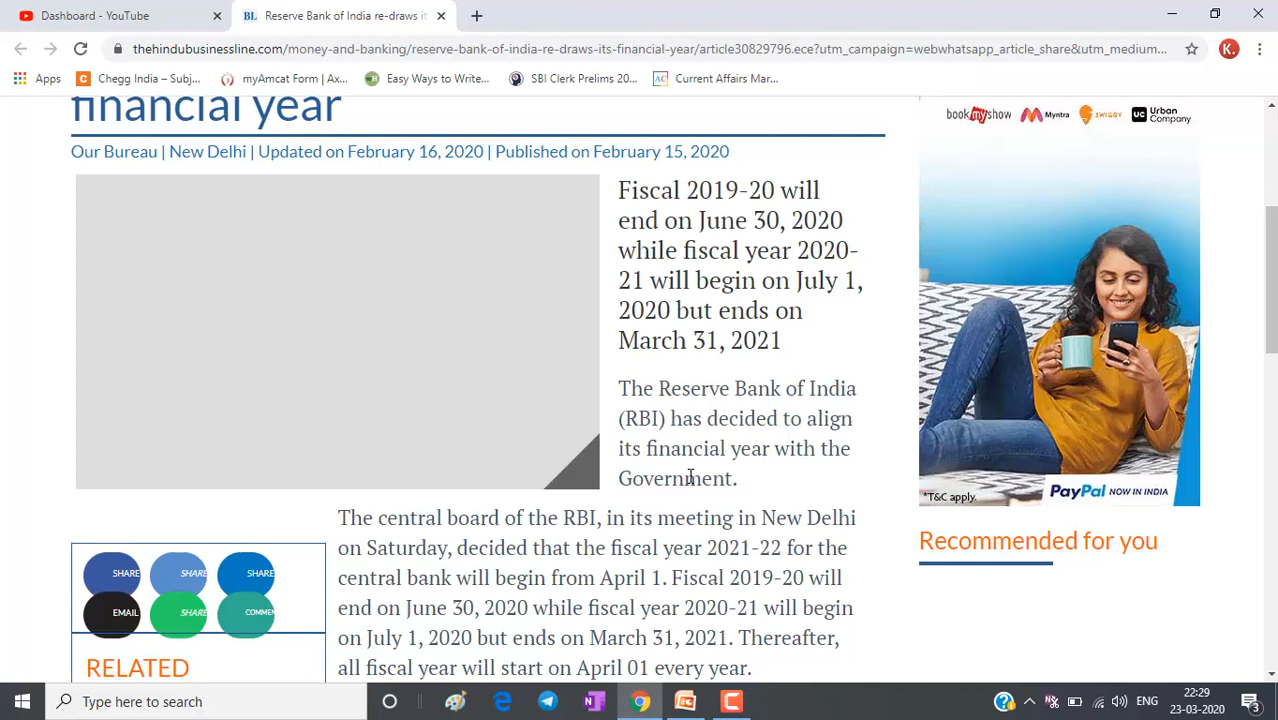 Dashboard - YouTube
BL Reserve Bank of India re-draws it
thehindubusinessline.com/money-and-banking/reserve-bank-of-india-re-draws-its-financial-year/article30829796.ece?utm_campaign=webwhatsapp_article_share&utm_medium...
K.
Apps
Chegg India – Subj...
myAmcat Form | Ax...
Easy Ways to Write...
SBI Clerk Prelims 20...
AC Current Affairs Mar...
financial year
Our Bureau | New Delhi | Updated on February 16, 2020 | Published on February 15, 2020
Fiscal 2019-20 will
end on June 30, 2020
while fiscal year 2020-
21 will begin on July 1,
2020 but ends on
March 31, 2021
The Reserve Bank of India
(RBI) has decided to align
its financial year with the
Government.
The central board of the RBI, in its meeting in New Delhi
on Saturday, decided that the fiscal year 2021-22 for the
central bank will begin from April 1. Fiscal 2019-20 will
end on June 30, 2020 while fiscal year 2020-21 will begin
on July 1, 2020 but ends on March 31, 2021. Thereafter,
all fiscal year will start on April 01 every year.
SHARE SHARE SHARE
EMAIL SHARE COMMEN
RELATED
bookmyshow Myntra SWIGGY UC Urban Company
*T&C apply.
PayPal NOW IN INDIA
Recommended for you
Type here to search
ENG
22:29
23-03-2020
3